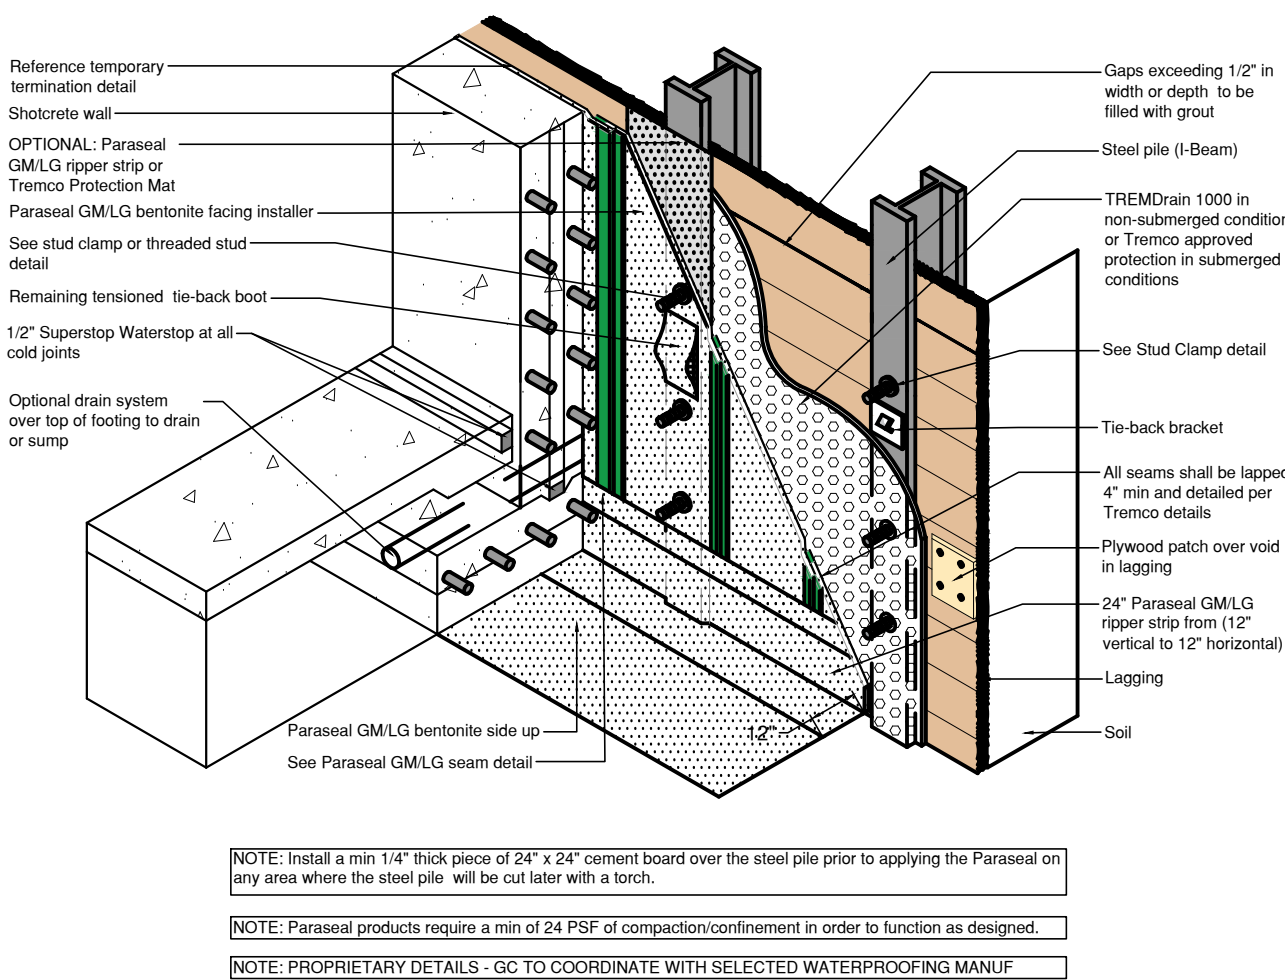 Reference temporary
termination detail
Shotcrete wall
OPTIONAL: Paraseal
GM/LG ripper strip or
Tremco Protection Mat
Paraseal GM/LG bentonite facing installer
See stud clamp or threaded stud
detail
Remaining tensioned tie-back boot
1/2" Superstop Waterstop at all
cold joints
Optional drain system
over top of footing to drain
or sump
Paraseal GM/LG bentonite side up
See Paraseal GM/LG seam detail
12"
Gaps exceeding 1/2" in
width or depth to be
filled with grout
Steel pile (I-Beam)
TREMDrain 1000 in
non-submerged condition
or Tremco approved
protection in submerged
conditions
See Stud Clamp detail
Tie-back bracket
All seams shall be lapped
4" min and detailed per
Tremco details
Plywood patch over void
in lagging
24" Paraseal GM/LG
ripper strip from (12"
vertical to 12" horizontal)
Lagging
Soil
NOTE: Install a min 1/4" thick piece of 24" x 24" cement board over the steel pile prior to applying the Paraseal on
any area where the steel pile will be cut later with a torch.
NOTE: Paraseal products require a min of 24 PSF of compaction/confinement in order to function as designed.
NOTE: PROPRIETARY DETAILS - GC TO COORDINATE WITH SELECTED WATERPROOFING MANUF